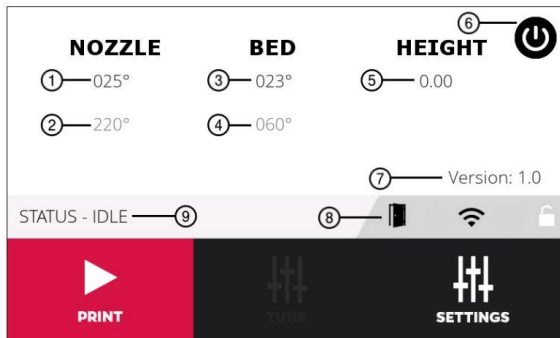 ⑥
NOZZLE BED HEIGHT
① 025° ③ 023° ⑤ 0.00
② 220° ④ 060°
⑦ Version: 1.0
STATUS - IDLE ⑨ ⑧
PRINT TUNE SETTINGS